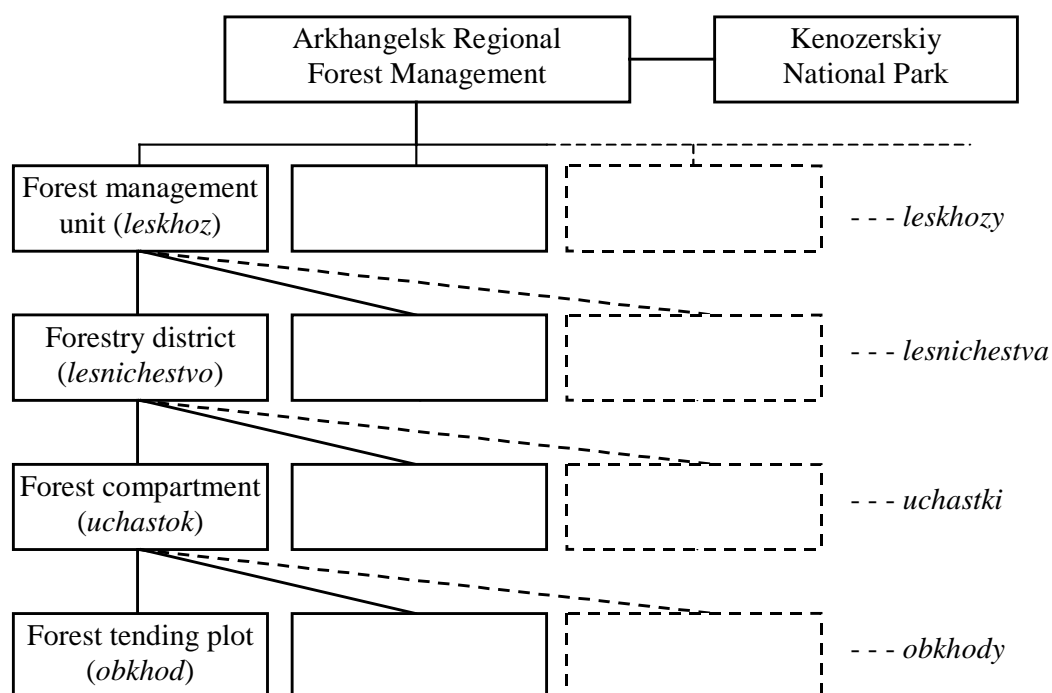 Arkhangelsk Regional
Forest Management
Kenozerskiy
National Park
Forest management
unit (leskhoz)
- - - leskhozy
Forestry district
(lesnichestvo)
- - - lesnichestva
Forest compartment
(uchastok)
- - - uchastki
Forest tending plot
(obkhod)
- - - obkhody